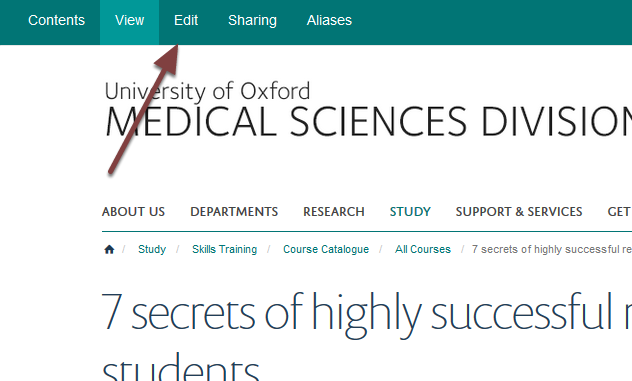 Contents View Edit Sharing Aliases
University of Oxford
MEDICAL SCIENCES DIVISION
ABOUT US DEPARTMENTS RESEARCH STUDY SUPPORT & SERVICES GET
/ Study / Skills Training / Course Catalogue / All Courses / 7 secrets of highly successful re
7 secrets of highly successful
students